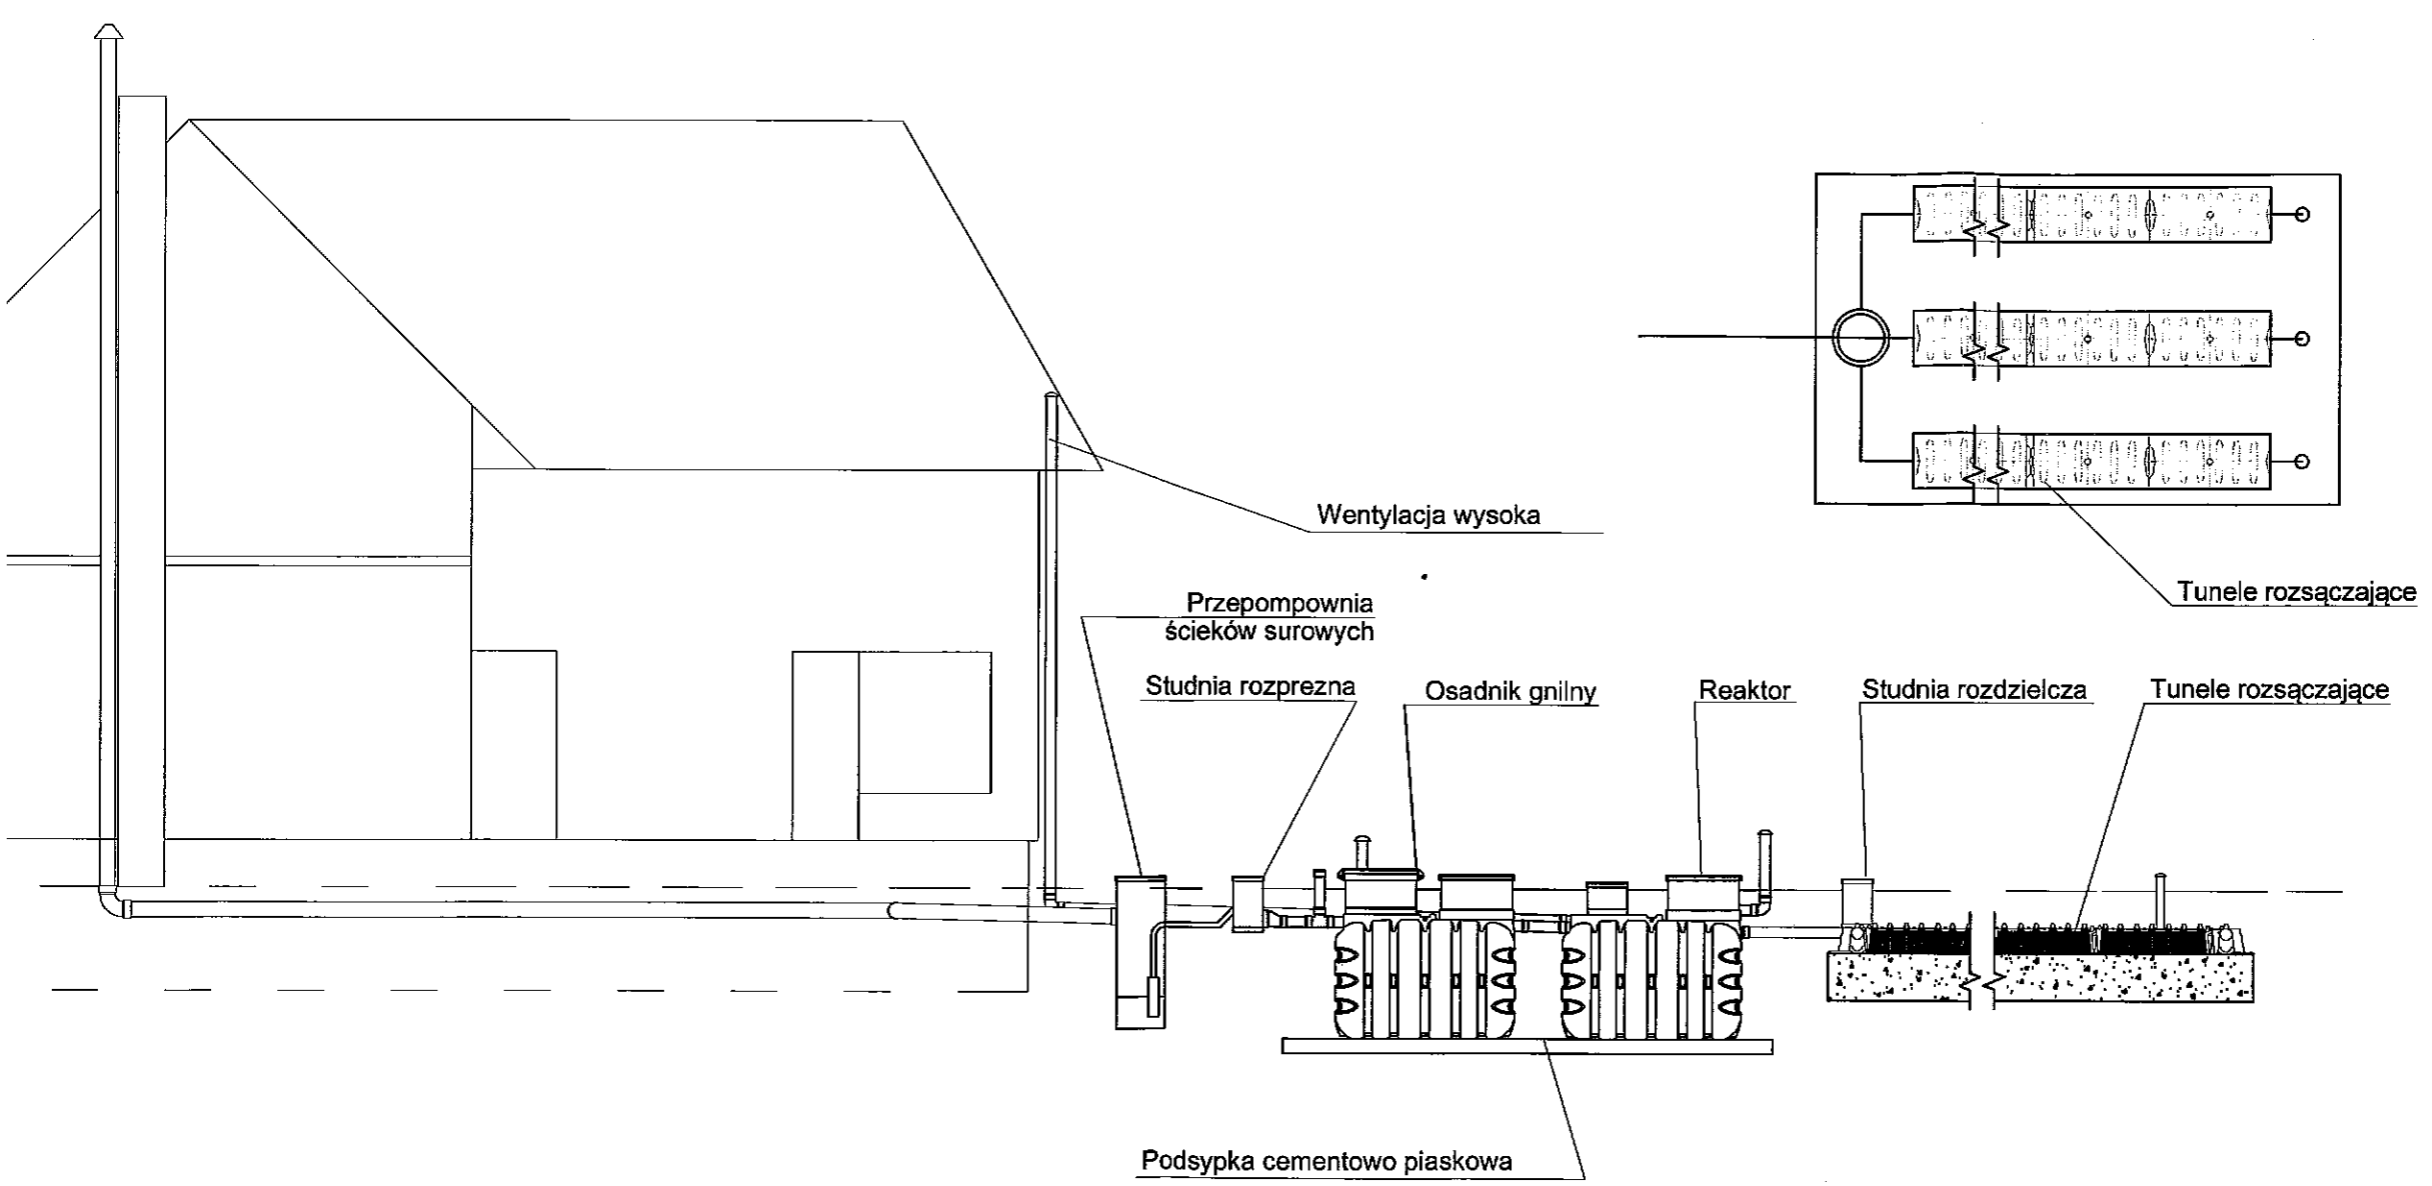 Wentylacja wysoka
Tunele rozsączające
Przepompownia
ścieków surowych
Studnia rozprezna
Osadnik gnilny
Reaktor
Studnia rozdzielcza
Tunele rozsączające
Podsypka cementowo piaskowa